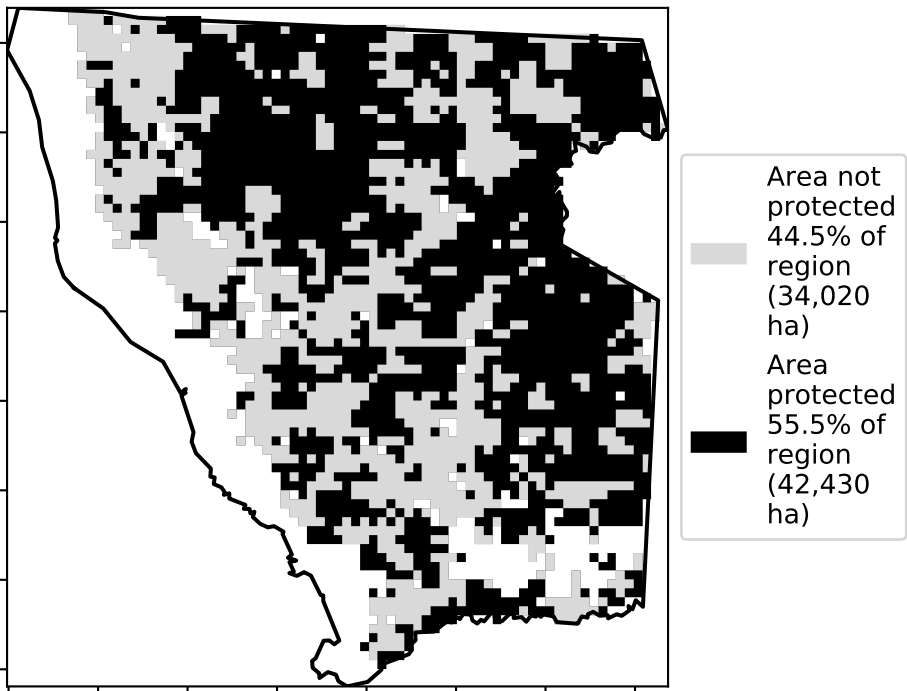 Area not
protected
44.5% of
region
(34,020
ha)
Area
protected
55.5% of
region
(42,430
ha)